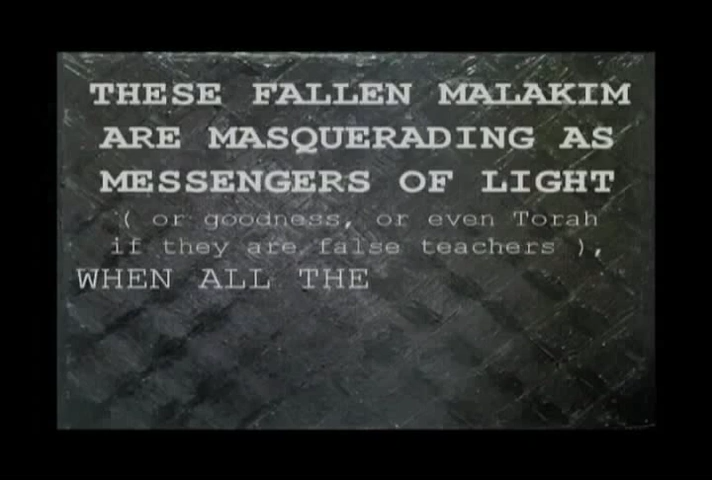 THESE FALLEN MALAKIM
ARE MASQUERADING AS
MESSENGERS OF LIGHT
( or goodness, or even Torah
if they are false teachers ),
WHEN ALL THE